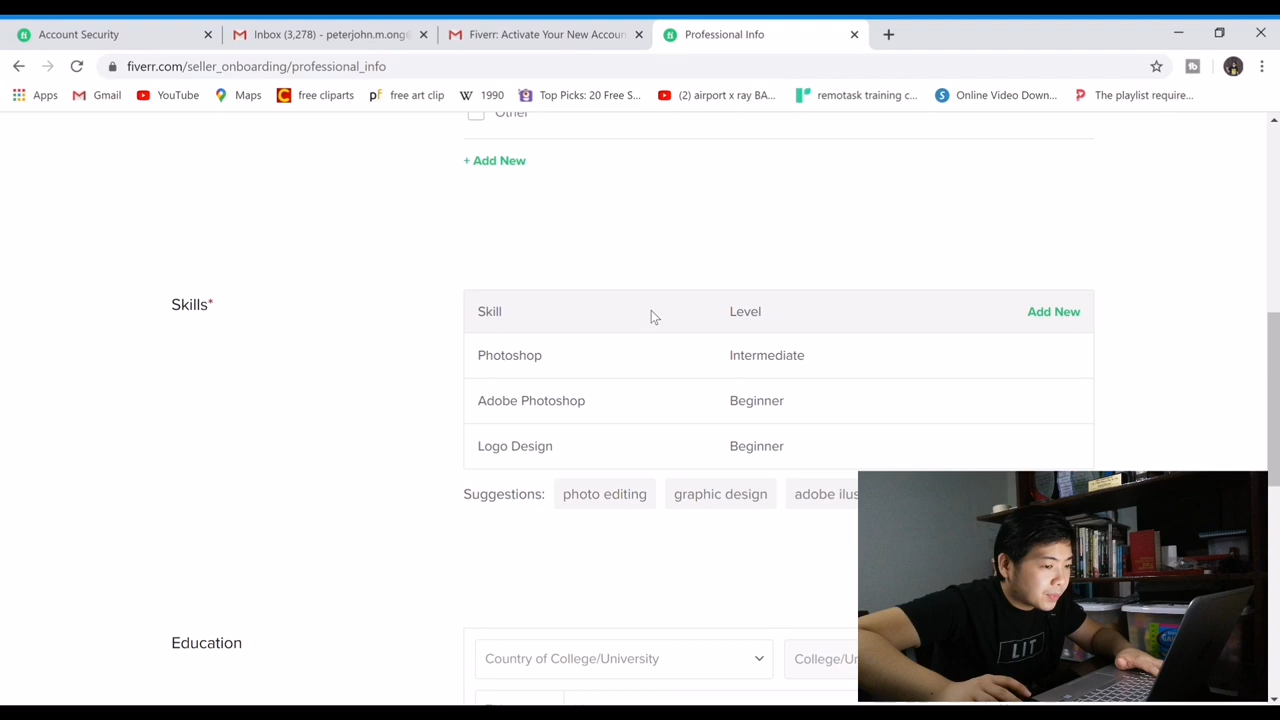 Account Security
Inbox (3,278) - peterjohn.m.onge
Fiverr: Activate Your New Accoun
Professional Info
fiverr.com/seller_onboarding/professional_info
Apps
Gmail
YouTube
Maps
free cliparts
free art clip
1990
Top Picks: 20 Free S...
(2) airport x ray BA...
remotask training c...
Online Video Down...
The playlist require...
Other
+ Add New
Skills*
Skill
Level
Add New
Photoshop
Intermediate
Adobe Photoshop
Beginner
Logo Design
Beginner
Suggestions:
photo editing
graphic design
adobe ilus
Education
Country of College/University
College/Un
LIT